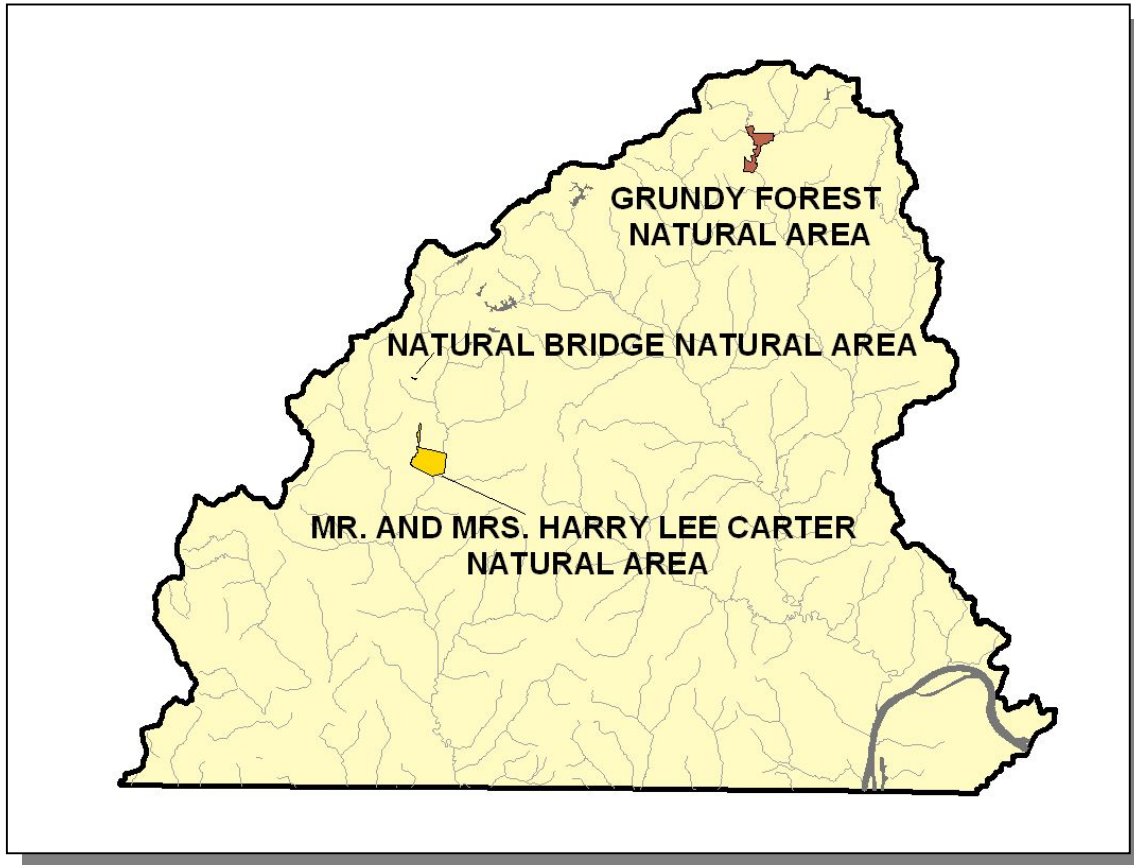 GRUNDY FOREST
NATURAL AREA
NATURAL BRIDGE NATURAL AREA
MR. AND MRS. HARRY LEE CARTER
NATURAL AREA